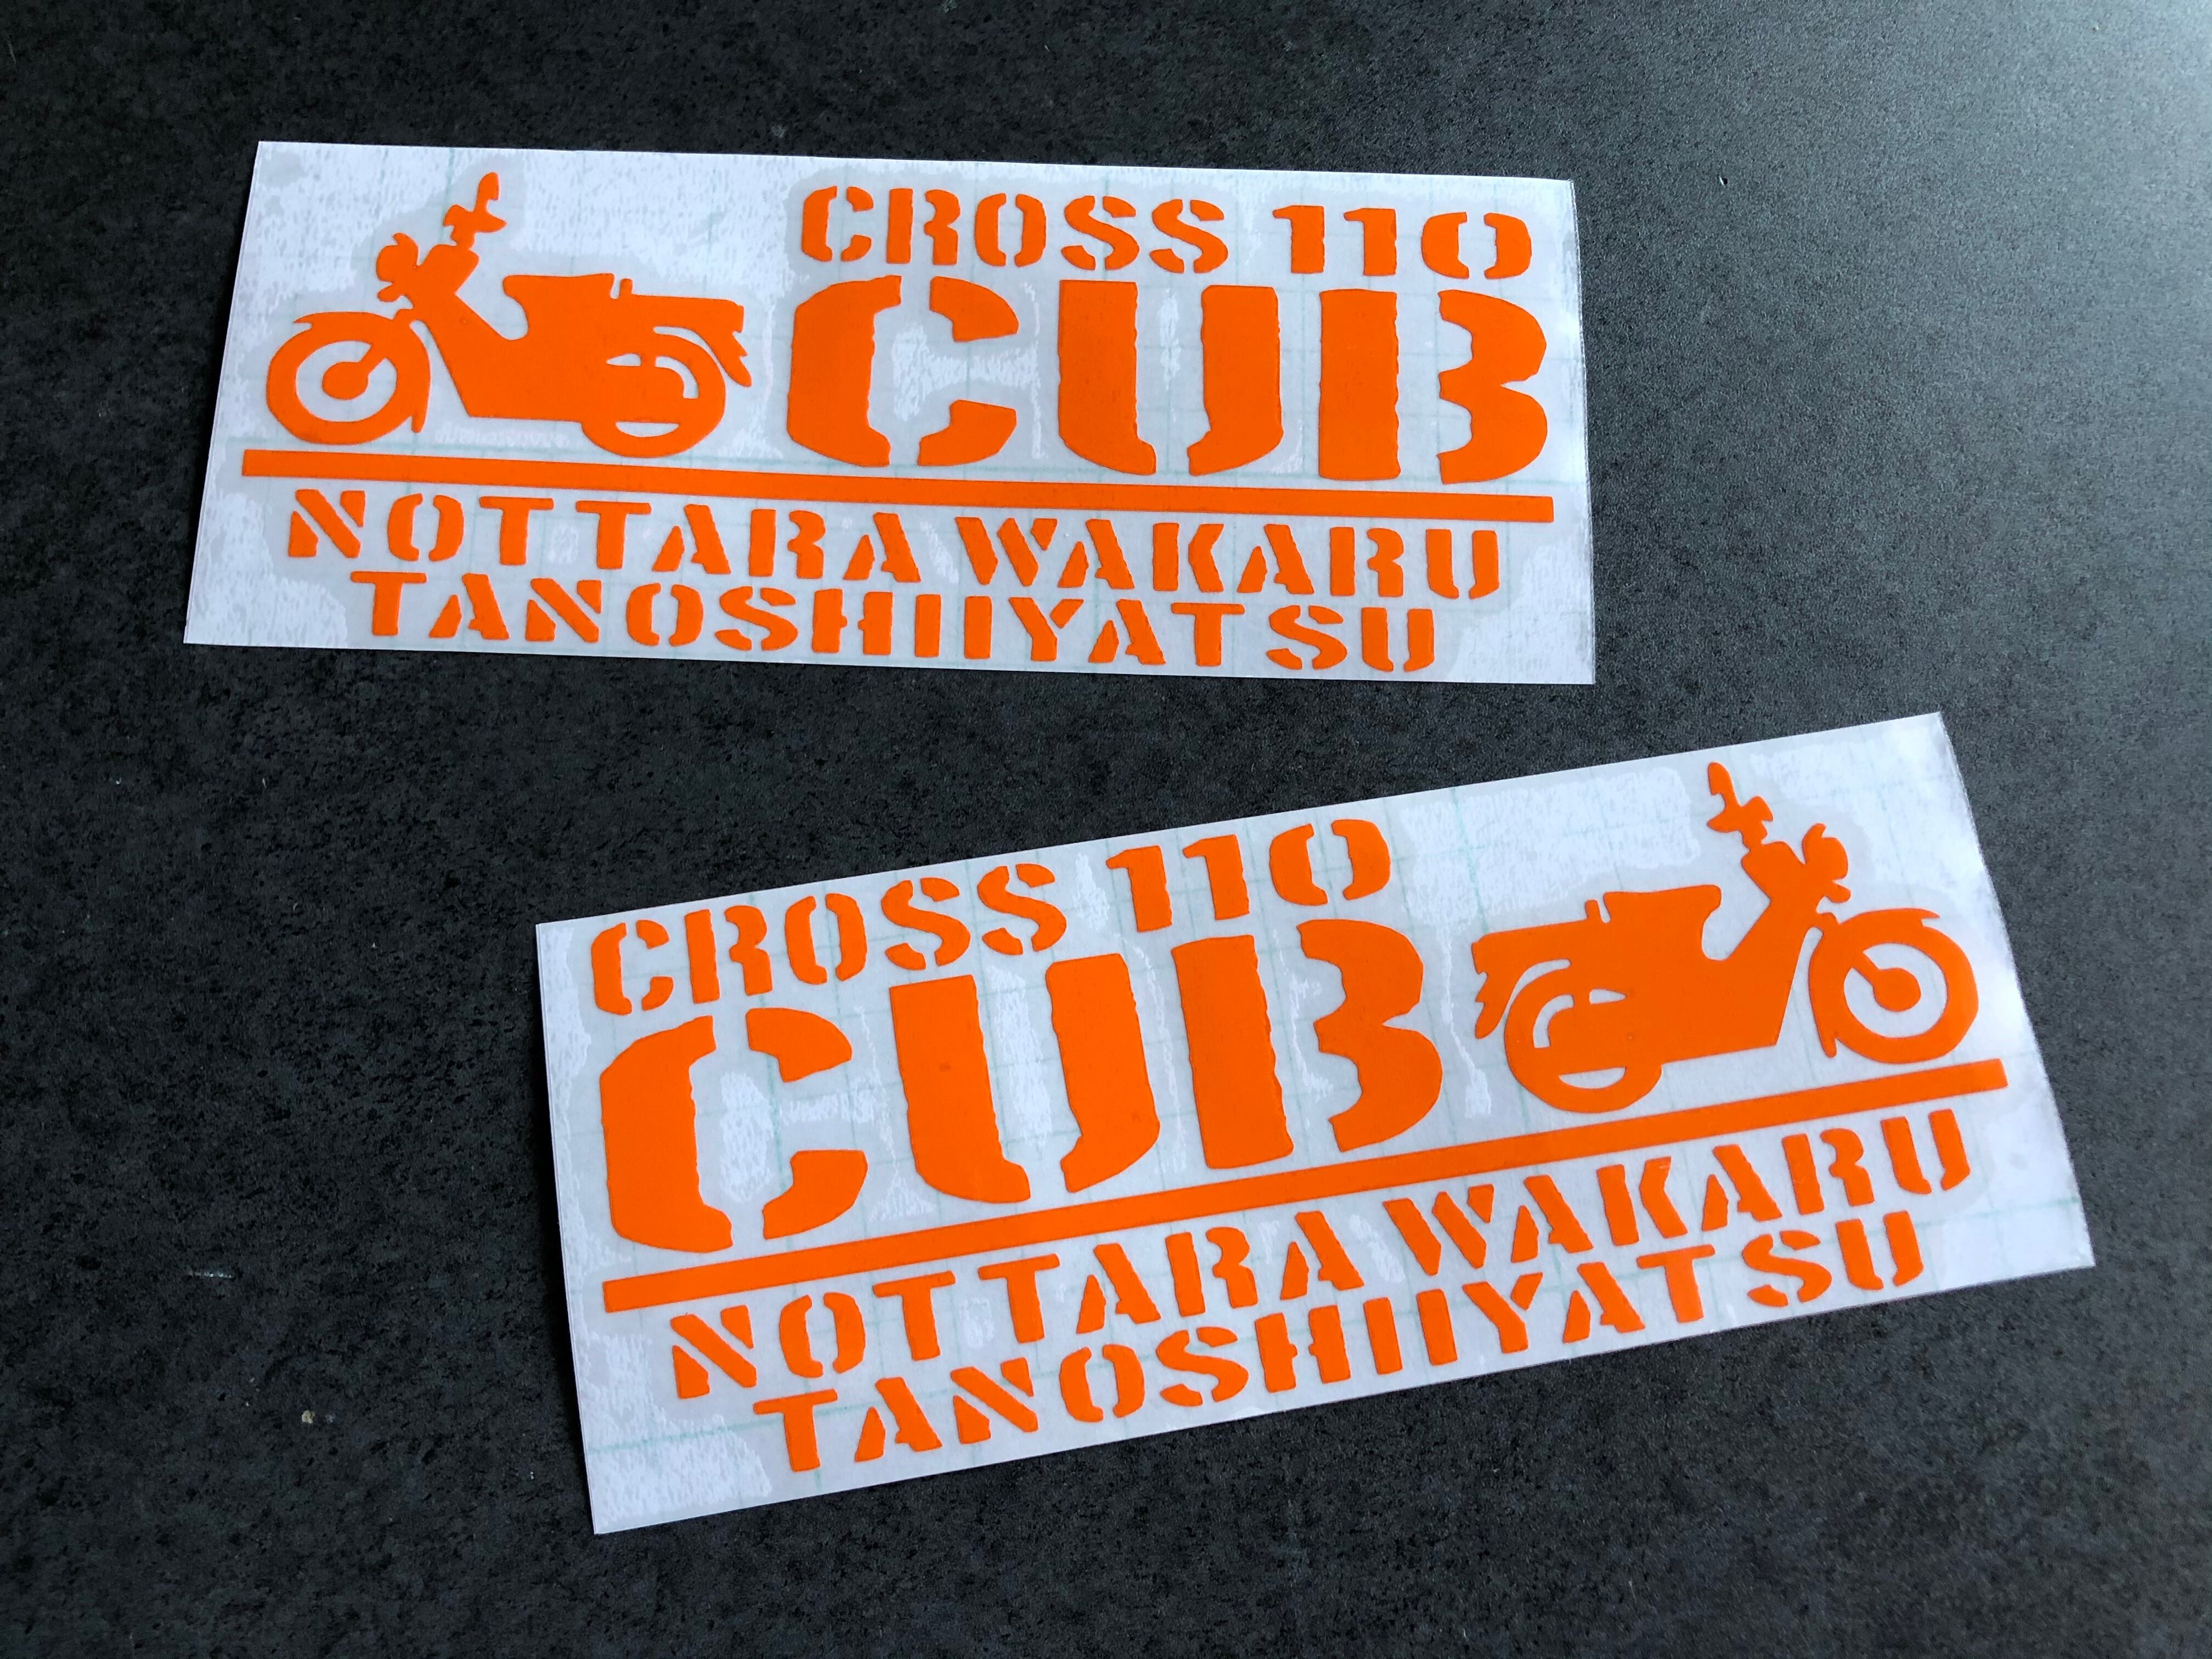 CROSS 110
CUB
NOTTARA WAKARU
TANOSHIIYATSU
CROSS 110
CUB
NOTTARA WAKARU
TANOSHIIYATSU